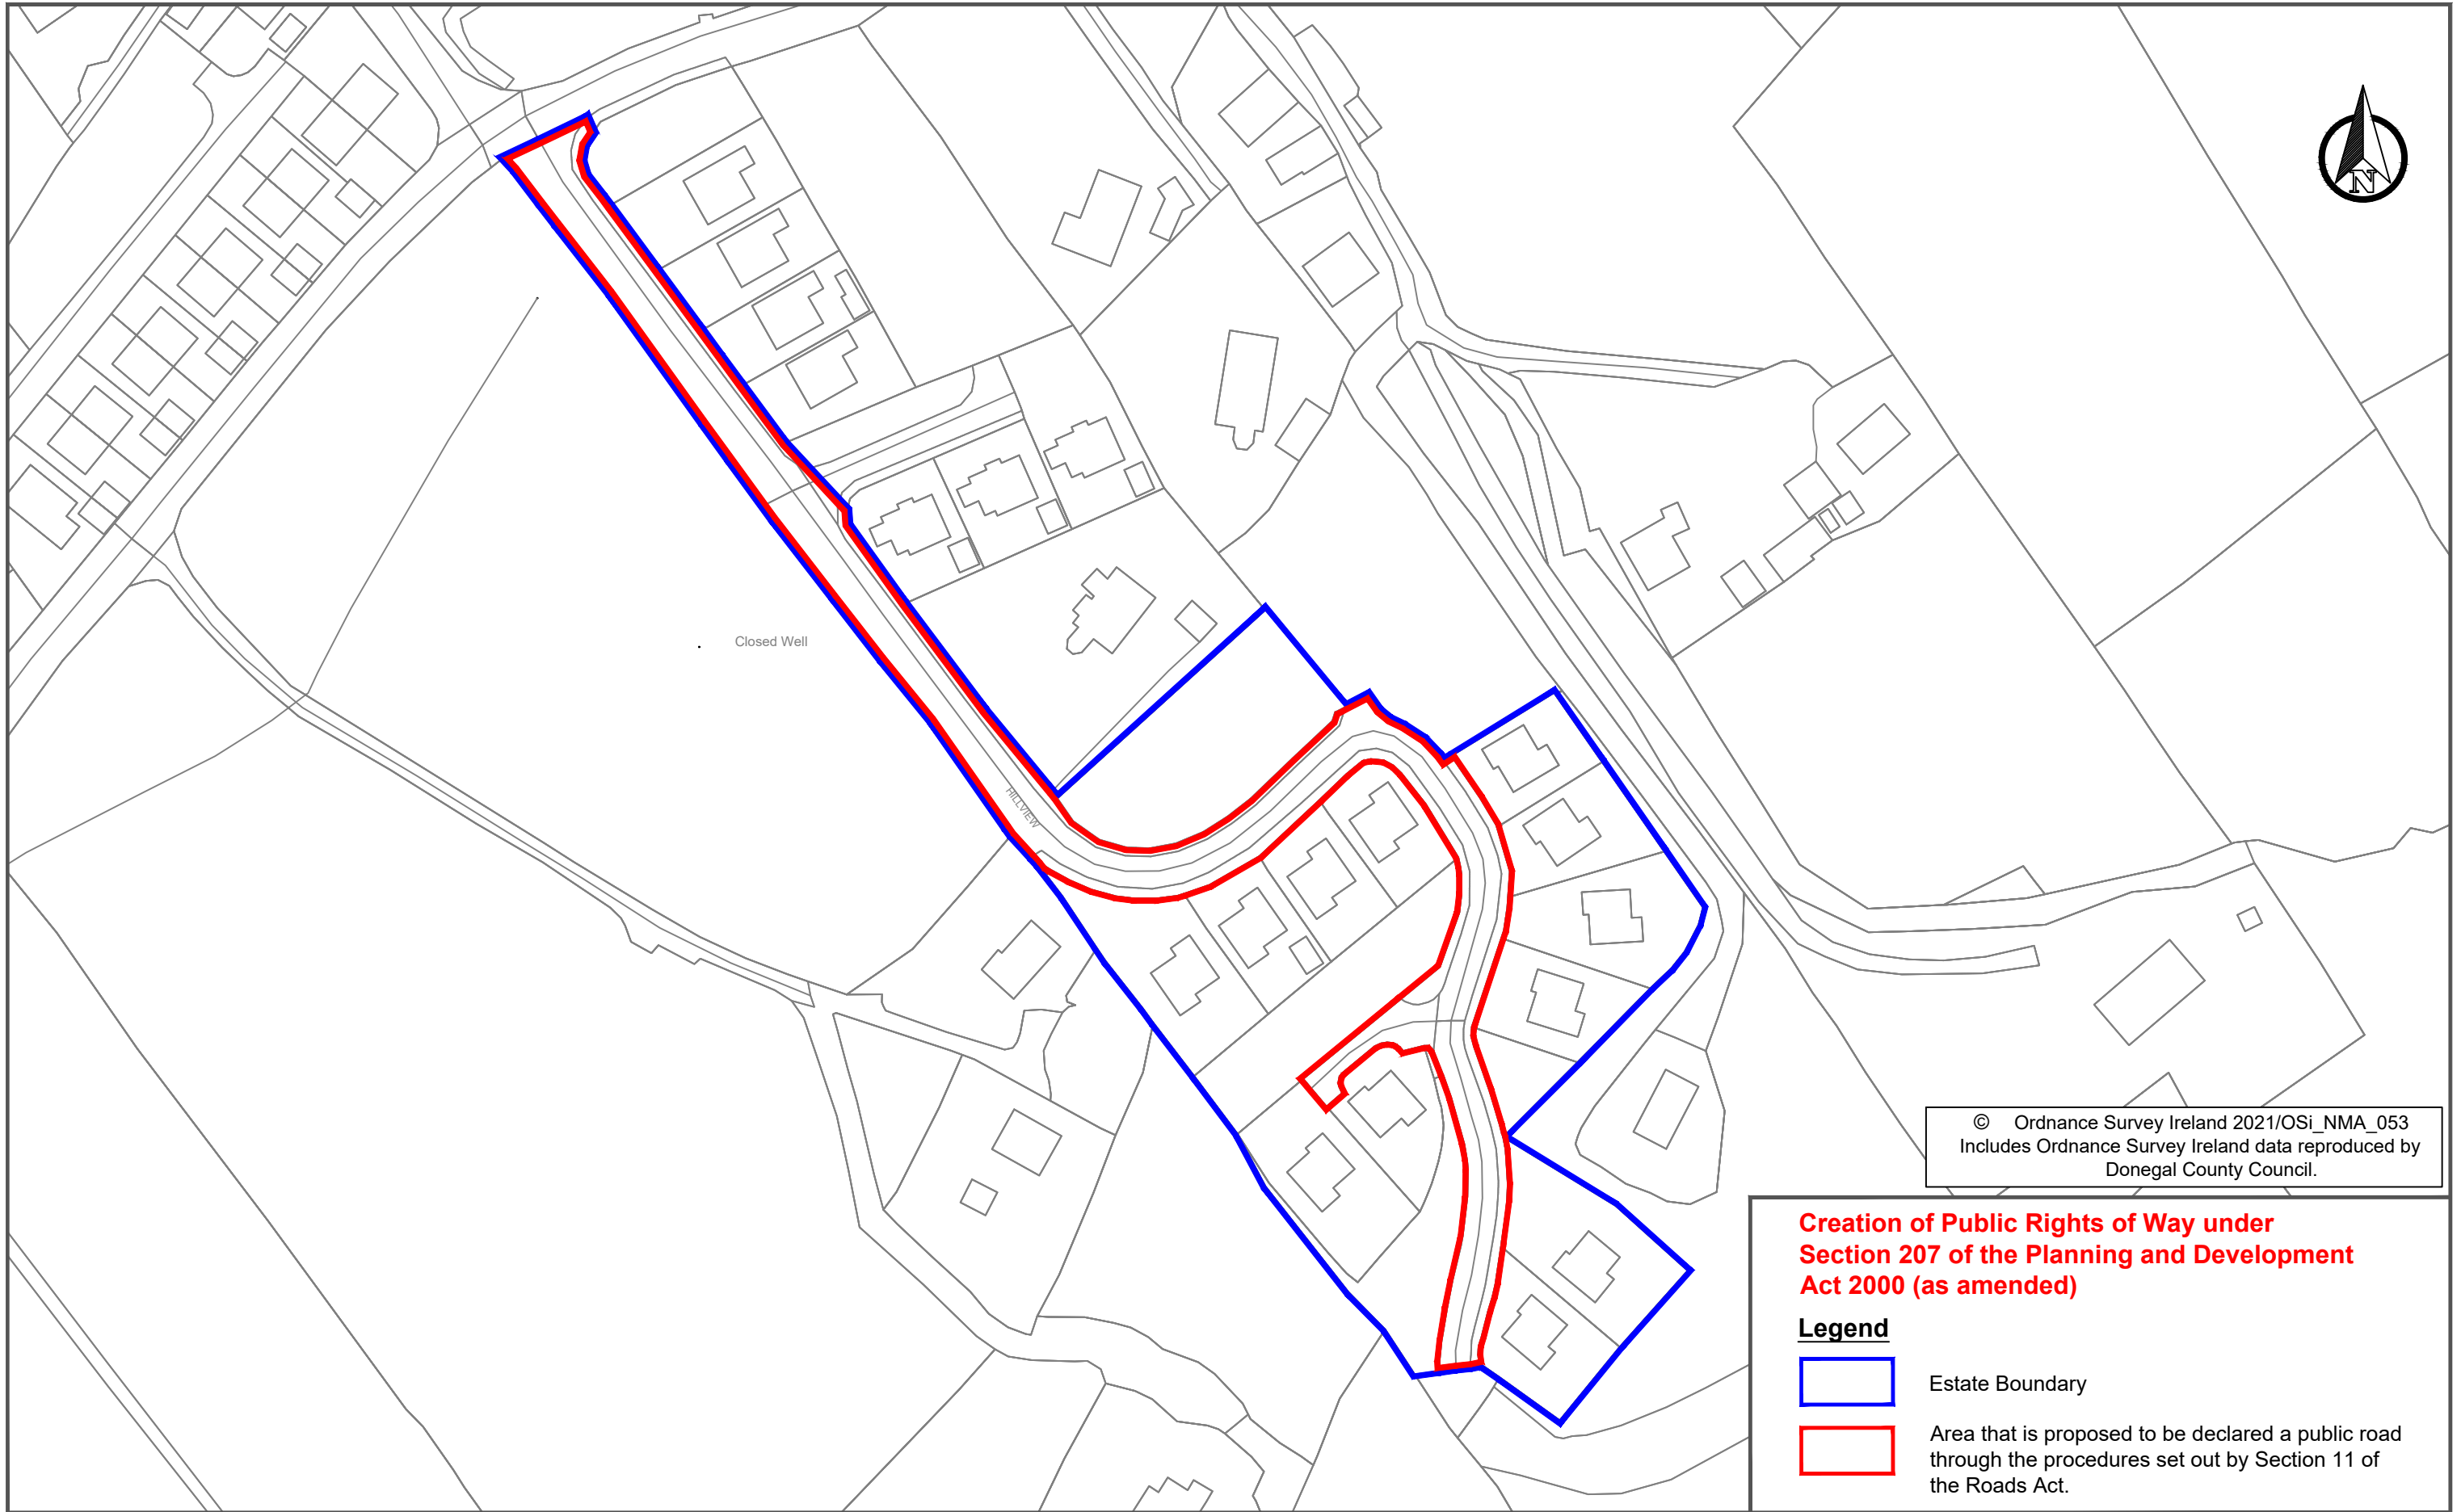 N
Closed Well
HILLVIEW
© Ordnance Survey Ireland 2021/OSi_NMA_053
Includes Ordnance Survey Ireland data reproduced by
Donegal County Council.
Creation of Public Rights of Way under
Section 207 of the Planning and Development
Act 2000 (as amended)
Legend
Estate Boundary
Area that is proposed to be declared a public road
through the procedures set out by Section 11 of
the Roads Act.